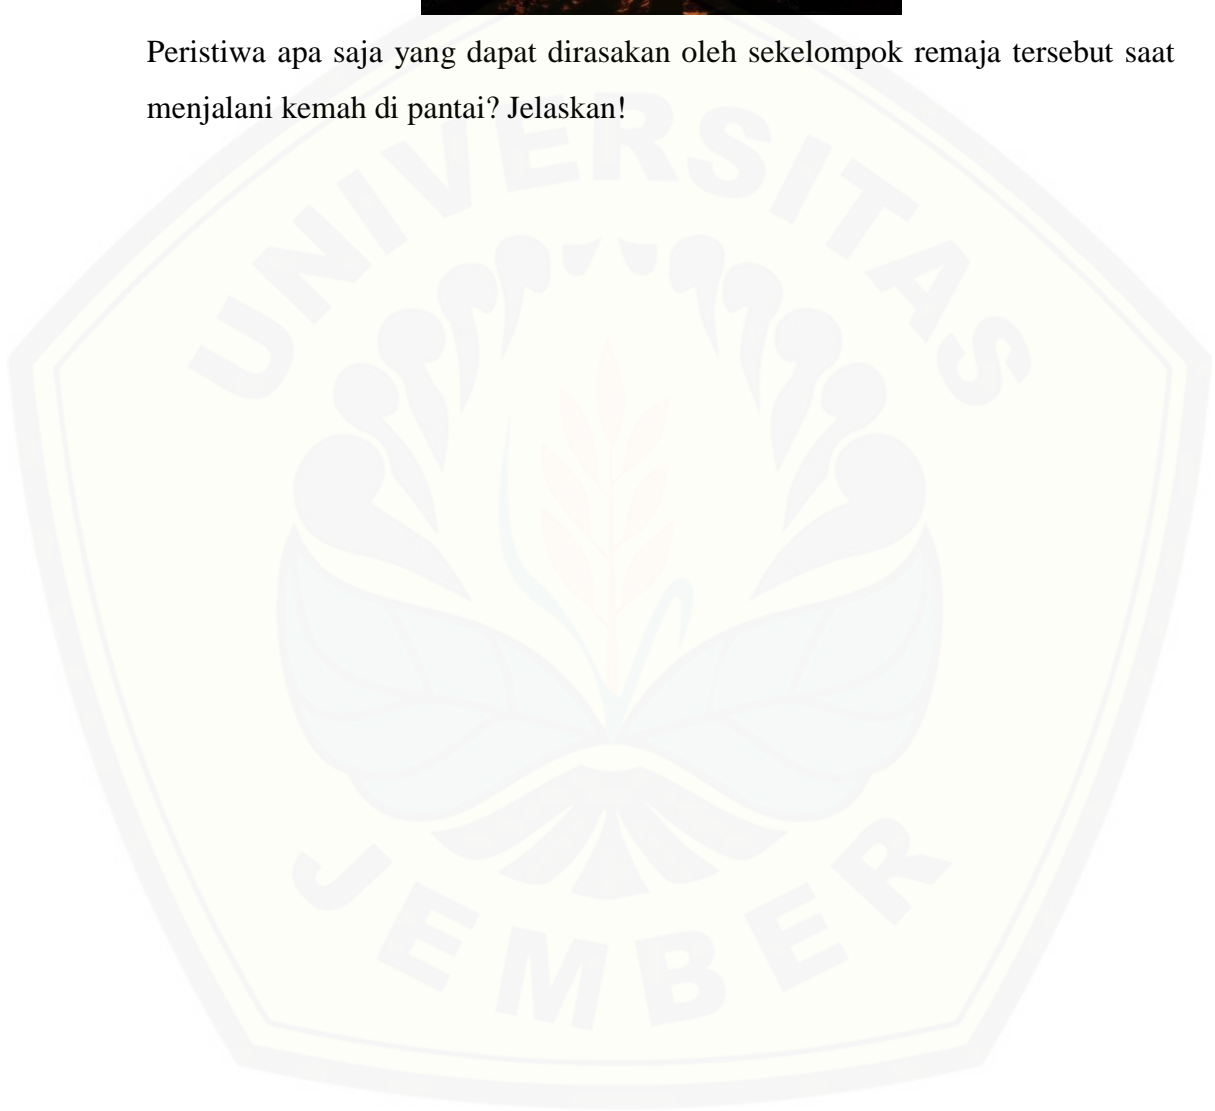 Peristiwa apa saja yang dapat dirasakan oleh sekelompok remaja tersebut saat
menjalani kemah di pantai? Jelaskan!
UNIVERSITAS
JEMBER